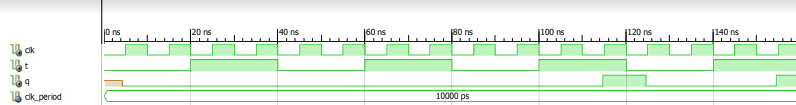 0 ns 20 ns 40 ns 60 ns 80 ns 100 ns 120 ns 140 ns
clk
t
q
clk_period 10000 ps